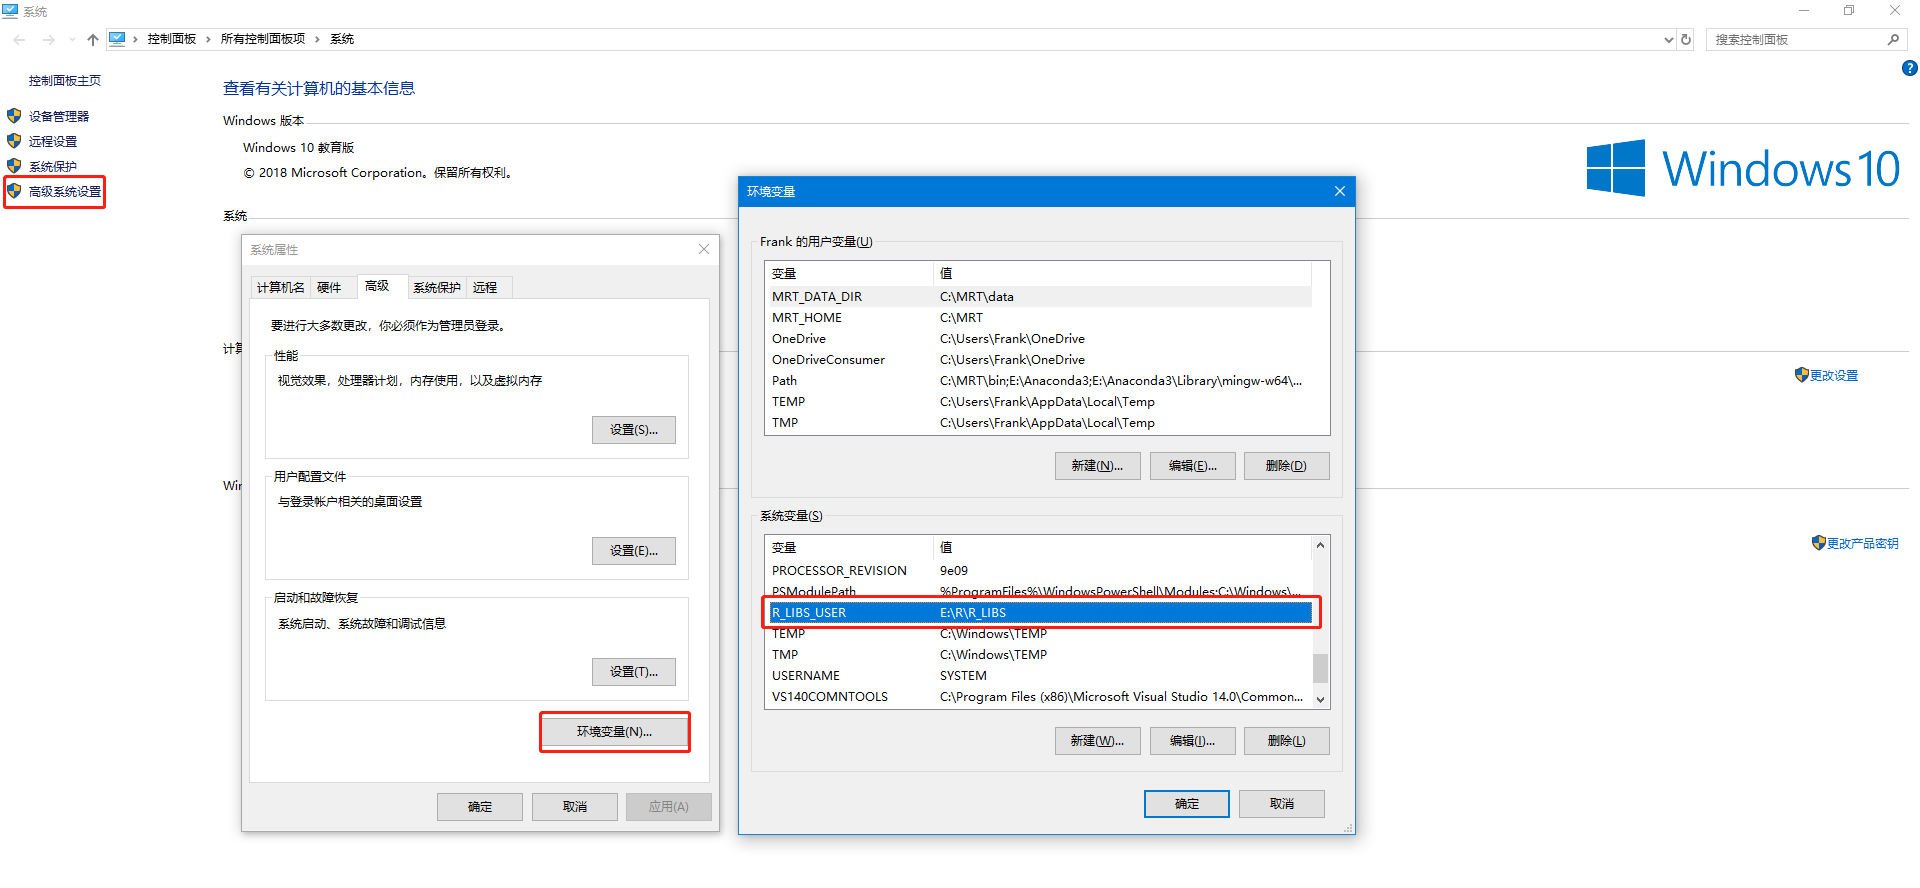 系统
控制面板 › 所有控制面板项 › 系统
搜索控制面板
控制面板主页
设备管理器
远程设置
系统保护
高级系统设置
查看有关计算机的基本信息
Windows 版本
Windows 10 教育版
© 2018 Microsoft Corporation。保留所有权利。
Windows 10
系统
计算
Win
更改设置
更改产品密钥
系统属性
计算机名 硬件 高级 系统保护 远程
要进行大多数更改，你必须作为管理员登录。
性能
视觉效果，处理器计划，内存使用，以及虚拟内存
设置(S)...
用户配置文件
与登录帐户相关的桌面设置
设置(E)...
启动和故障恢复
系统启动、系统故障和调试信息
设置(T)...
环境变量(N)...
确定 取消 应用(A)
环境变量
Frank 的用户变量(U)
变量 值
MRT_DATA_DIR C:\MRT\data
MRT_HOME C:\MRT
OneDrive C:\Users\Frank\OneDrive
OneDriveConsumer C:\Users\Frank\OneDrive
Path C:\MRT\bin;E:\Anaconda3;E:\Anaconda3\Library\mingw-w64\...
TEMP C:\Users\Frank\AppData\Local\Temp
TMP C:\Users\Frank\AppData\Local\Temp
新建(N)... 编辑(E)... 删除(D)
系统变量(S)
变量 值
PROCESSOR_REVISION 9e09
PSModulePath %ProgramFiles%\WindowsPowerShell\Modules;C:\Windows\...
R_LIBS_USER E:\R\R_LIBS
TEMP C:\Windows\TEMP
TMP C:\Windows\TEMP
USERNAME SYSTEM
VS140COMNTOOLS C:\Program Files (x86)\Microsoft Visual Studio 14.0\Common...
新建(W)... 编辑(I)... 删除(L)
确定 取消